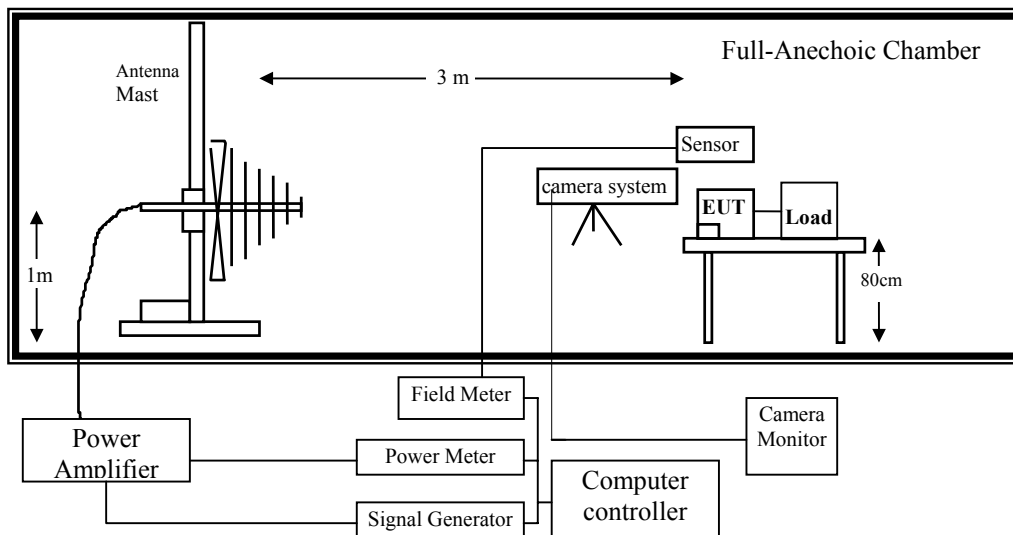 Full-Anechoic Chamber
Antenna
Mast
3 m
Sensor
camera system
EUT
Load
1m
80cm
Field Meter
Camera
Monitor
Power
Amplifier
Power Meter
Computer
controller
Signal Generator